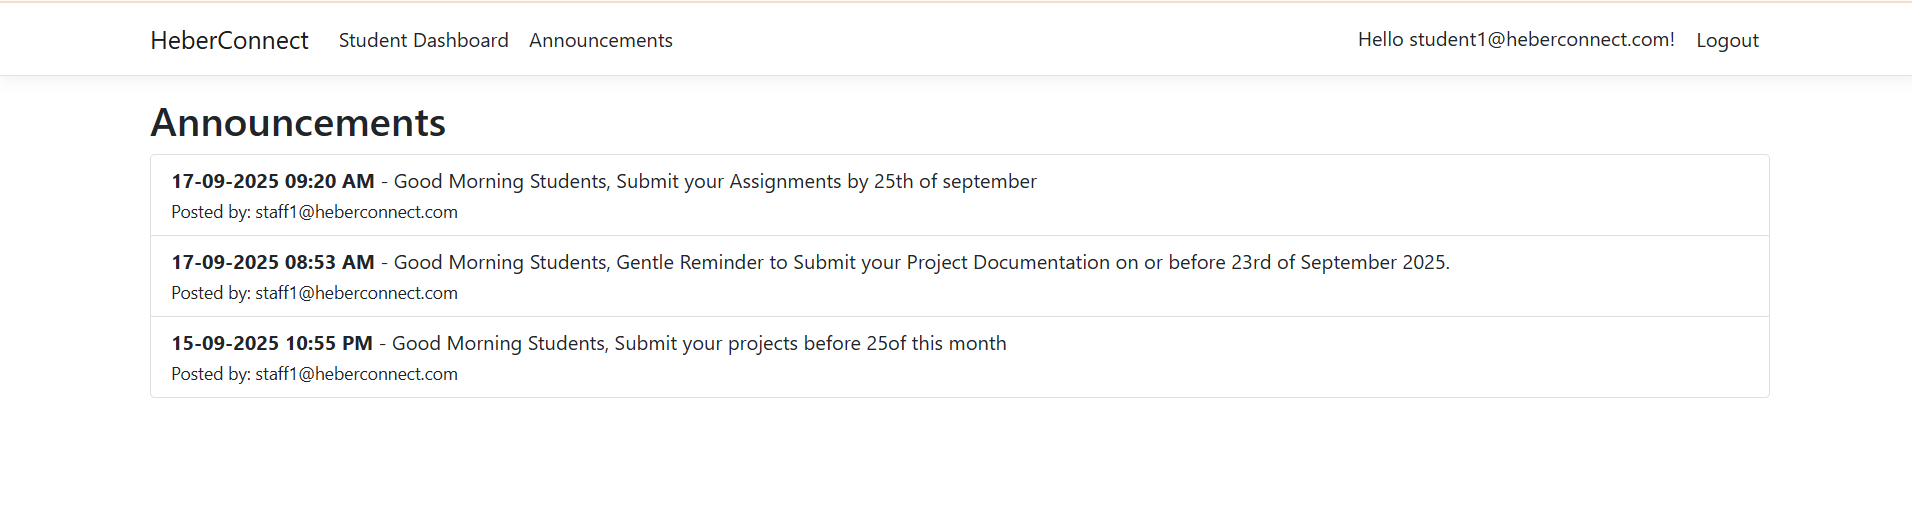 HeberConnect Student Dashboard Announcements Hello student1@heberconnect.com! Logout
Announcements
17-09-2025 09:20 AM - Good Morning Students, Submit your Assignments by 25th of september
Posted by: staff1@heberconnect.com
17-09-2025 08:53 AM - Good Morning Students, Gentle Reminder to Submit your Project Documentation on or before 23rd of September 2025.
Posted by: staff1@heberconnect.com
15-09-2025 10:55 PM - Good Morning Students, Submit your projects before 25of this month
Posted by: staff1@heberconnect.com